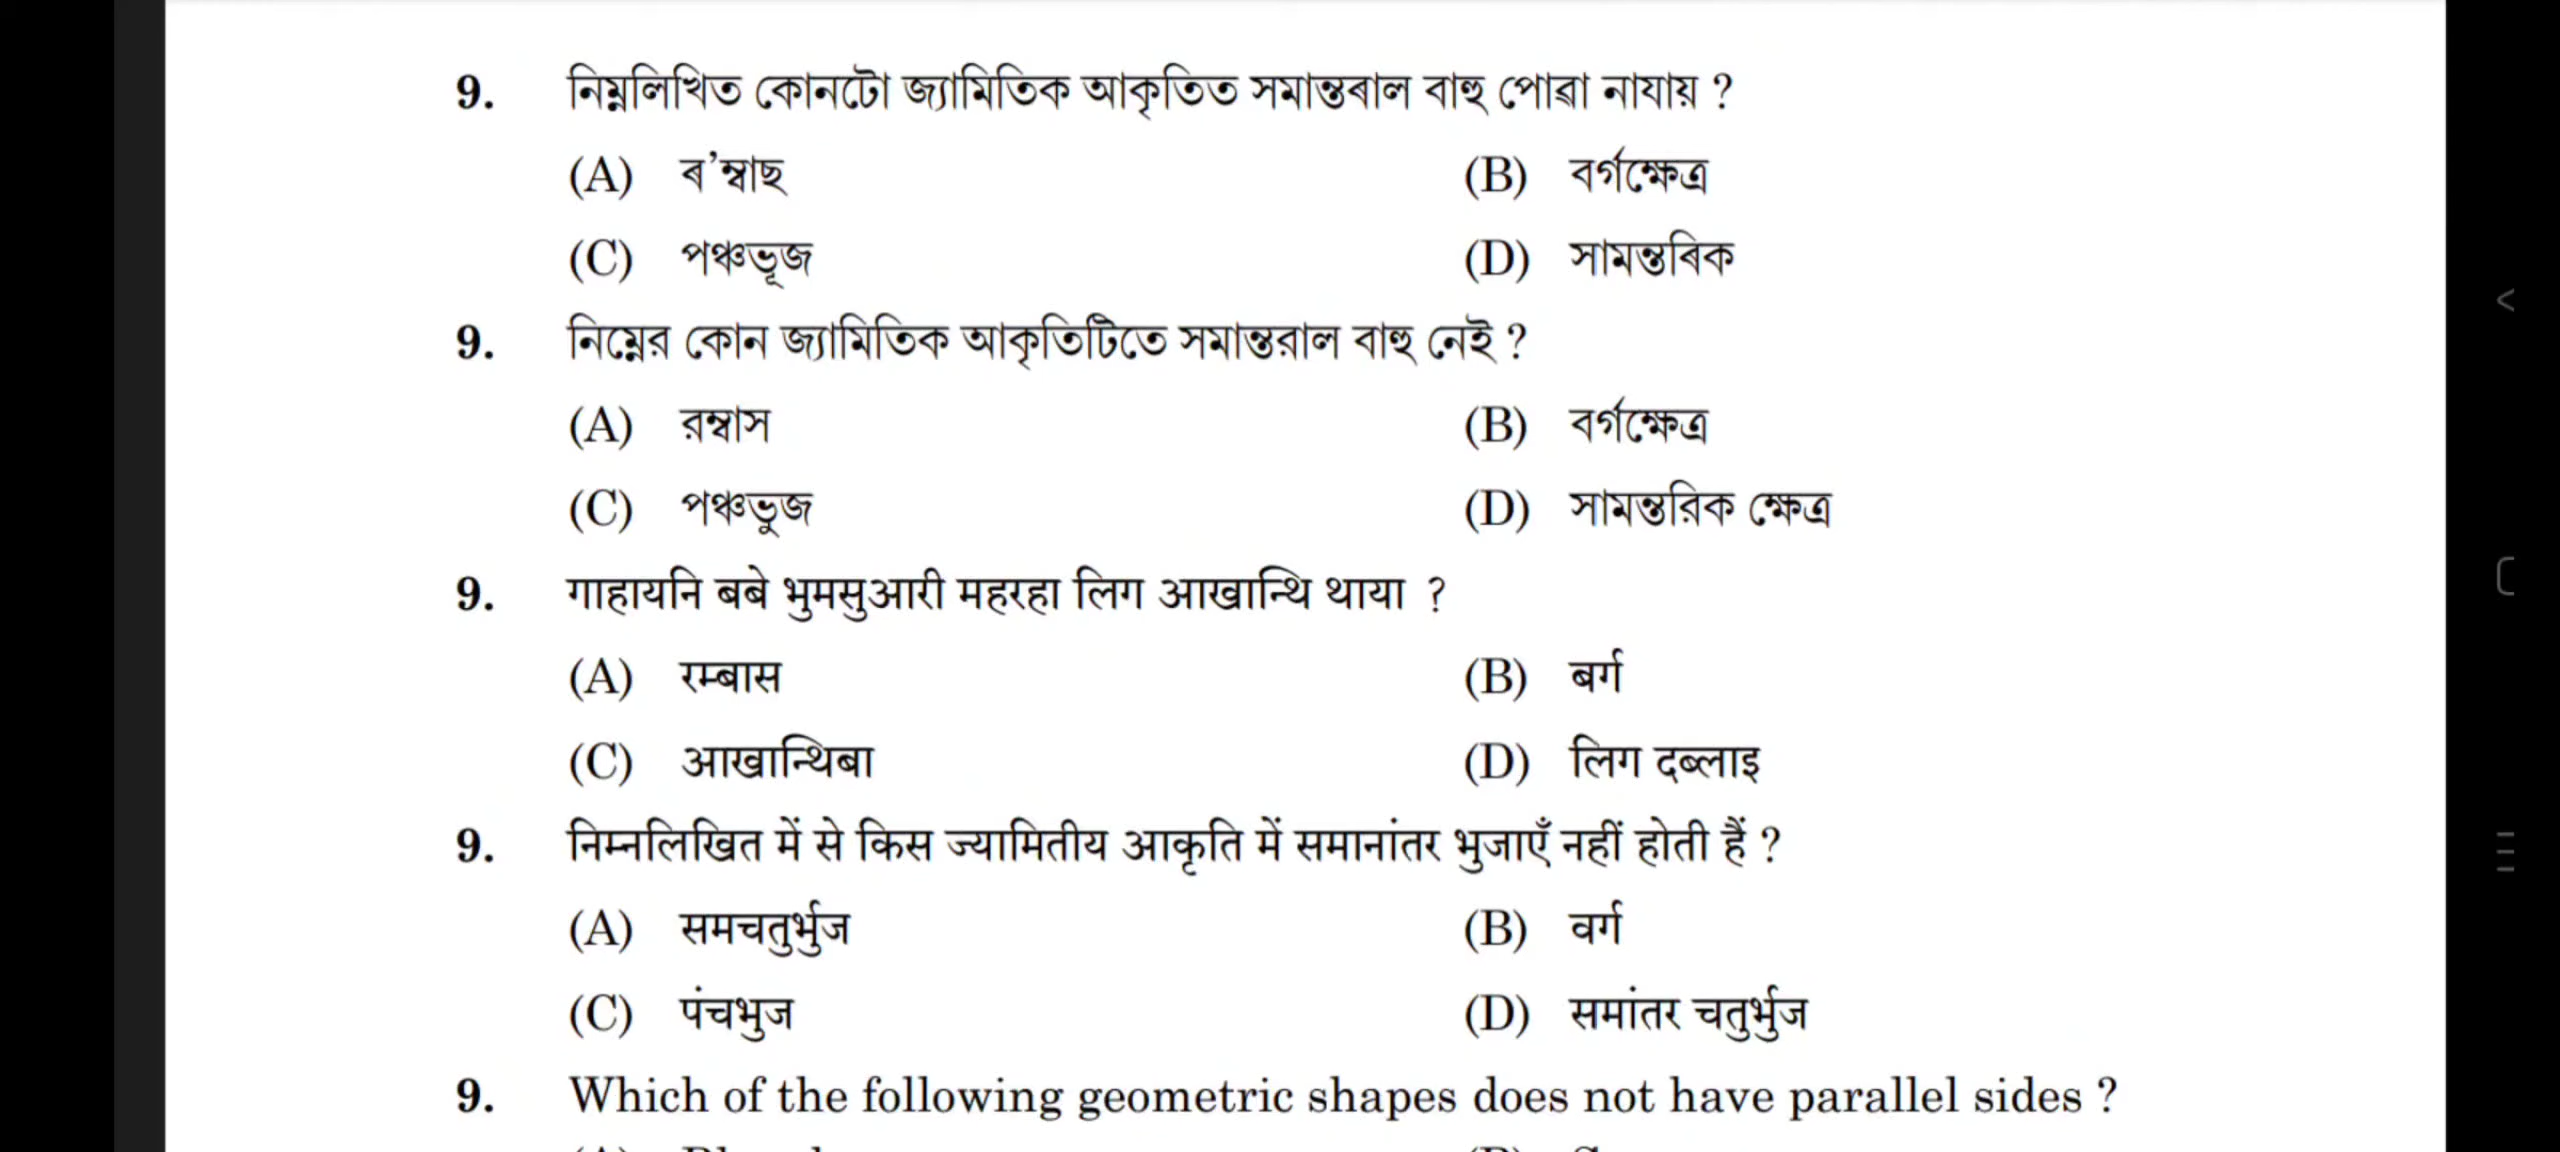 9. নিম্নলিখিত কোনটো জ্যামিতিক আকৃতিত সমান্তৰাল বাহু পোৱা নাযায় ?
(A) ৰ’ম্বাছ (B) বৰ্গক্ষেত্ৰ
(C) পঞ্চভূজ (D) সামন্তৰিক
9. নিম্নের কোন জ্যামিতিক আকৃতিটিতে সমান্তরাল বাহু নেই ?
(A) রম্বাস (B) বর্গক্ষেত্র
(C) পঞ্চভুজ (D) সামন্তরিক ক্ষেত্র
9. गाहायनि बबे भुमसुआरी महरहा लिग आखान्थि थाया ?
(A) रम्बास (B) बर्ग
(C) आखान्थिबा (D) लिग दब्लाइ
9. निम्नलिखित में से किस ज्यामितीय आकृति में समानांतर भुजाएँ नहीं होती हैं ?
(A) समचतुर्भुज (B) वर्ग
(C) पंचभुज (D) समांतर चतुर्भुज
9. Which of the following geometric shapes does not have parallel sides ?